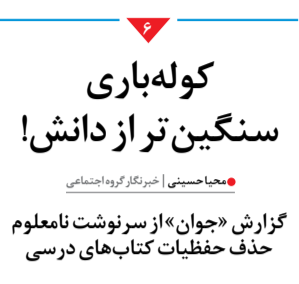 ۶
کوله‌باری
سنگین‌تر از دانش!
محیا حسینی | خبرنگار گروه اجتماعی
گزارش «جوان» از سرنوشت نامعلوم
حذف حفظیات کتاب‌های درسی